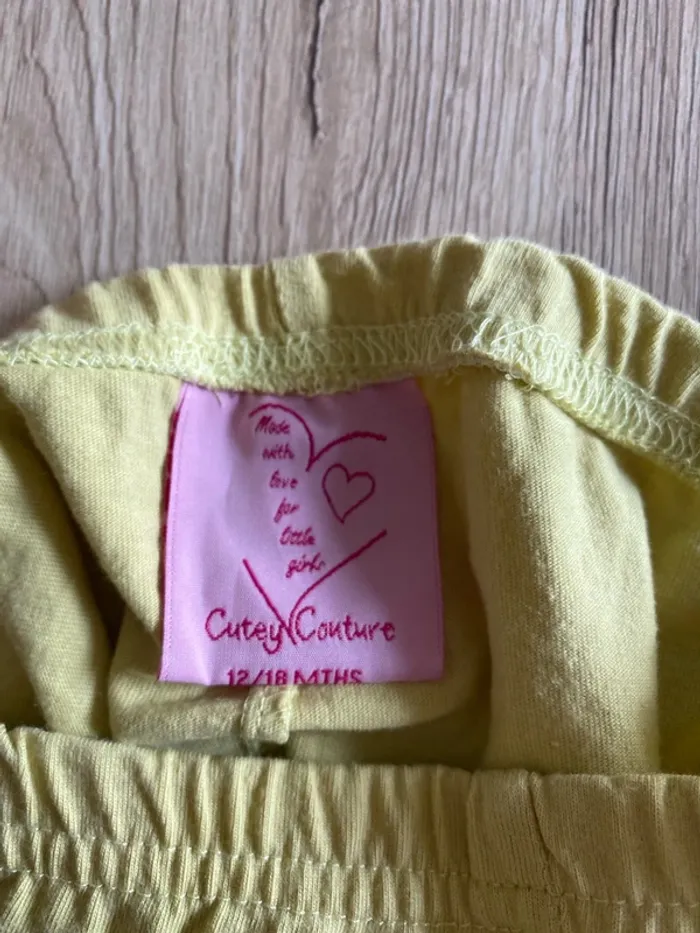 Made
with
love
for
little
girls
Cutey Couture
12/18 MTHS